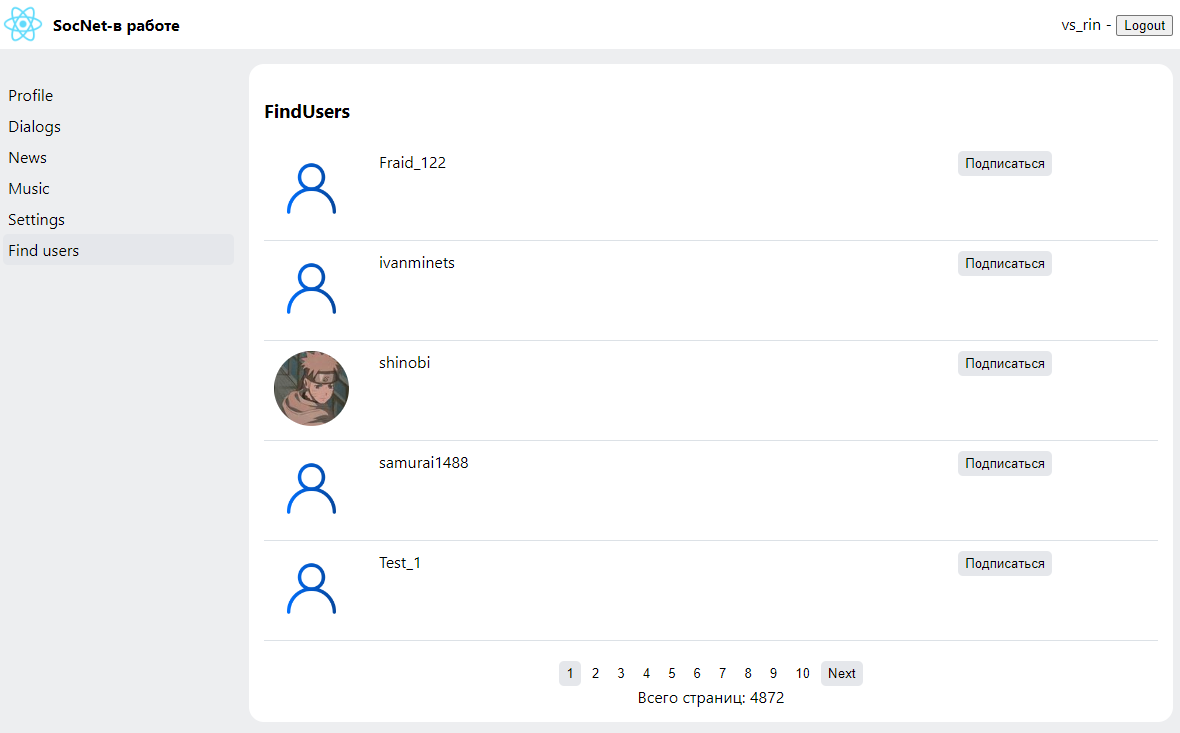 SocNet-в работе
vs_rin - Logout
Profile
Dialogs
News
Music
Settings
Find users
FindUsers
Fraid_122 Подписаться
ivanminets Подписаться
shinobi Подписаться
samurai1488 Подписаться
Test_1 Подписаться
1 2 3 4 5 6 7 8 9 10 Next
Всего страниц: 4872